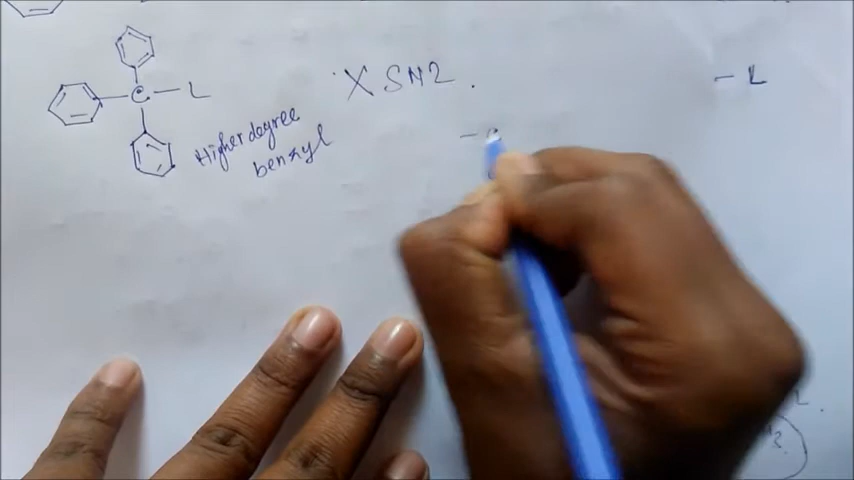 C - L
X SN2.
- L
Higher degree
benzyl